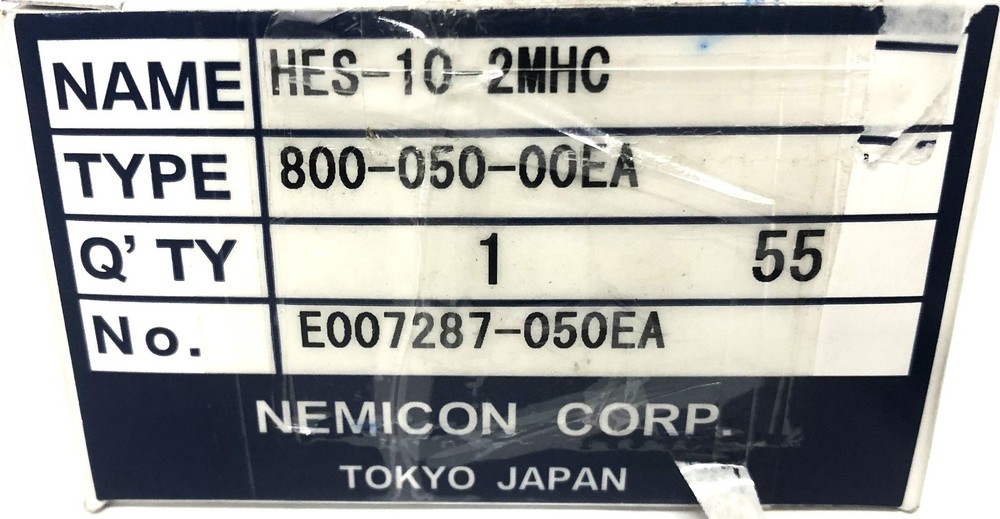 NAME HES-10-2MHC
TYPE 800-050-00EA
Q'TY 1 55
No. E007287-050EA
NEMICON CORP.
TOKYO JAPAN